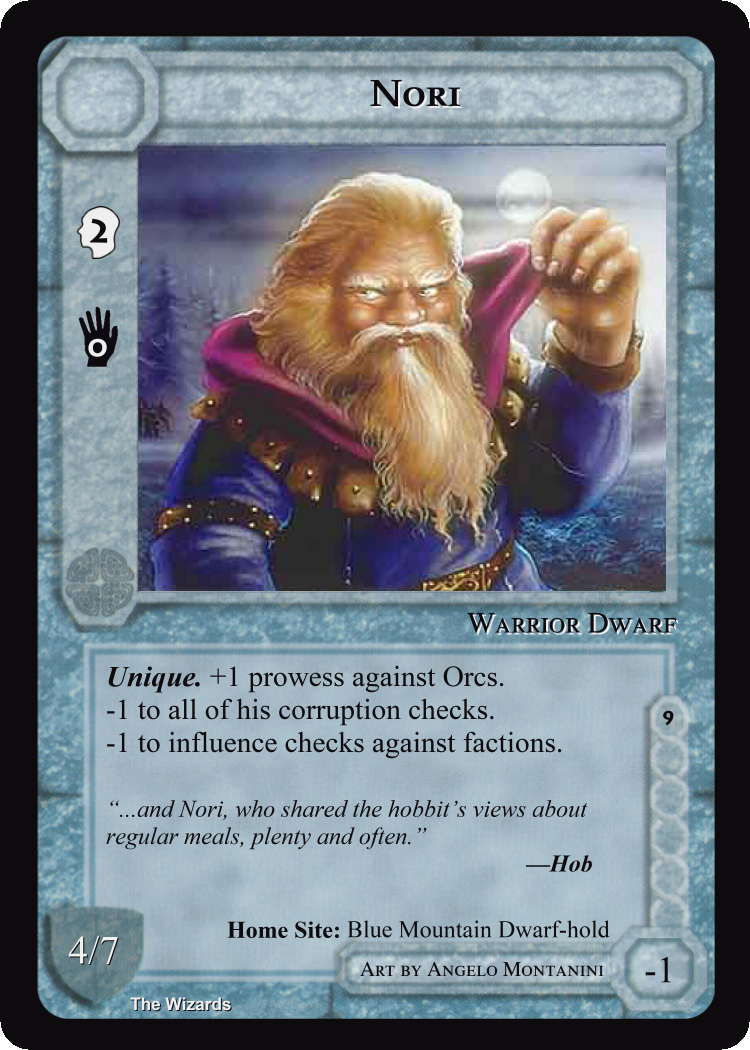 Nori
2
0
Warrior Dwarf
Unique. +1 prowess against Orcs.
-1 to all of his corruption checks.
-1 to influence checks against factions.
9
“...and Nori, who shared the hobbit’s views about
regular meals, plenty and often.”
—Hob
Home Site: Blue Mountain Dwarf-hold
4/7
Art by Angelo Montanini
-1
The Wizards